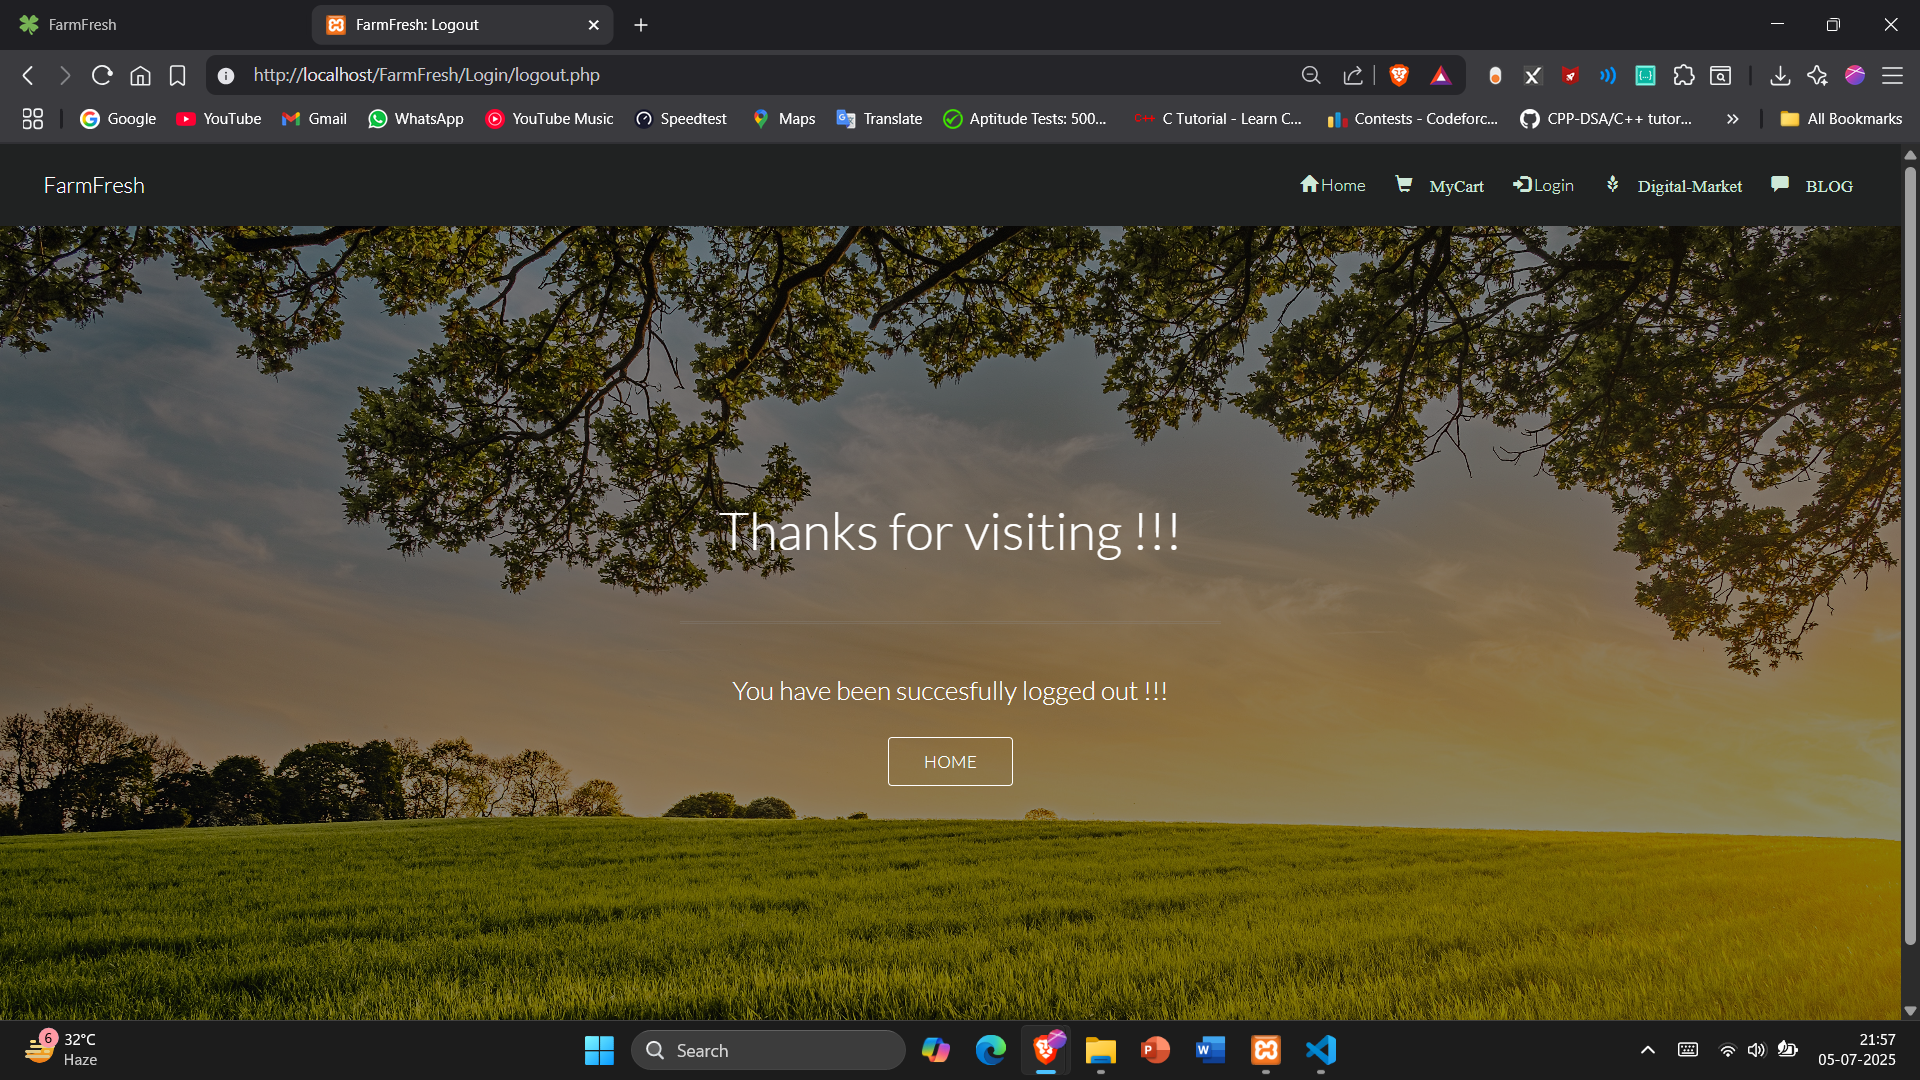 FarmFresh
FarmFresh: Logout
http://localhost/FarmFresh/Login/logout.php
Google YouTube Gmail WhatsApp YouTube Music Speedtest Maps Translate Aptitude Tests: 500... C++ C Tutorial - Learn C... Contests - Codeforc... CPP-DSA/C++ tutor... » All Bookmarks
FarmFresh Home MyCart Login Digital-Market BLOG
Thanks for visiting !!!
You have been succesfully logged out !!!
HOME
6 32°C
Haze
Search
21:57
05-07-2025